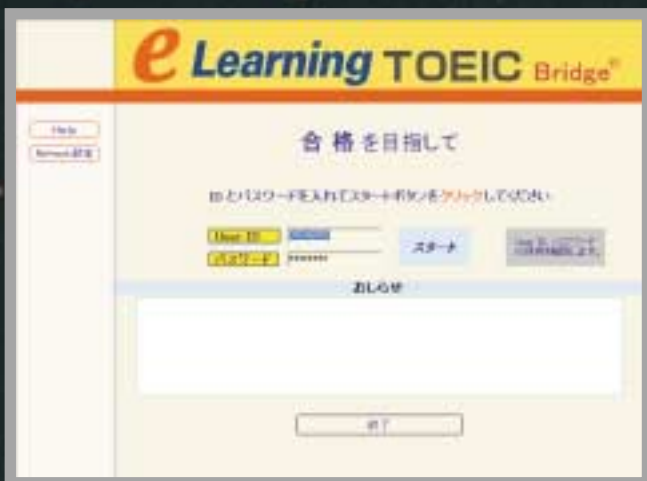 e Learning TOEIC Bridge®
Help
合格を目指して
IDとパスワードを入れてスタートボタンをクリックしてください
User ID
パスワード ********
スタート
おしらせ
終了